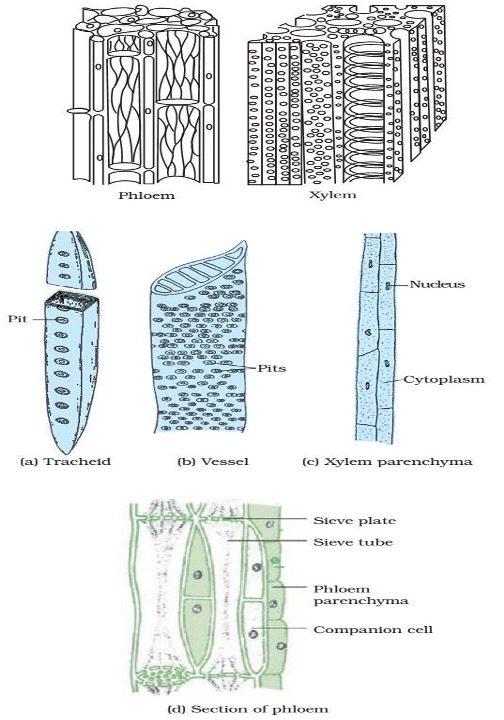 Phloem
Xylem
Pit
Pits
Nucleus
Cytoplasm
(a) Tracheid
(b) Vessel
(c) Xylem parenchyma
Sieve plate
Sieve tube
Phloem
parenchyma
Companion cell
(d) Section of phloem